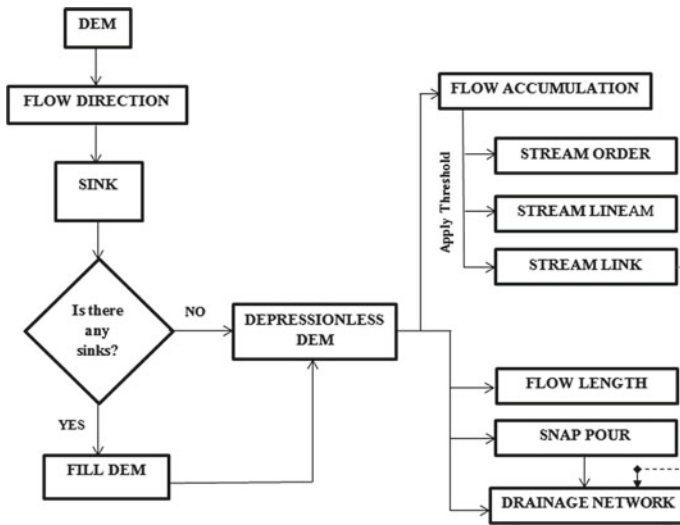 DEM
FLOW DIRECTION
SINK
Is there
any
sinks?
NO
YES
FILL DEM
DEPRESSIONLESS
DEM
FLOW ACCUMULATION
Apply Threshold
STREAM ORDER
STREAM LINEAM
STREAM LINK
FLOW LENGTH
SNAP POUR
DRAINAGE NETWORK